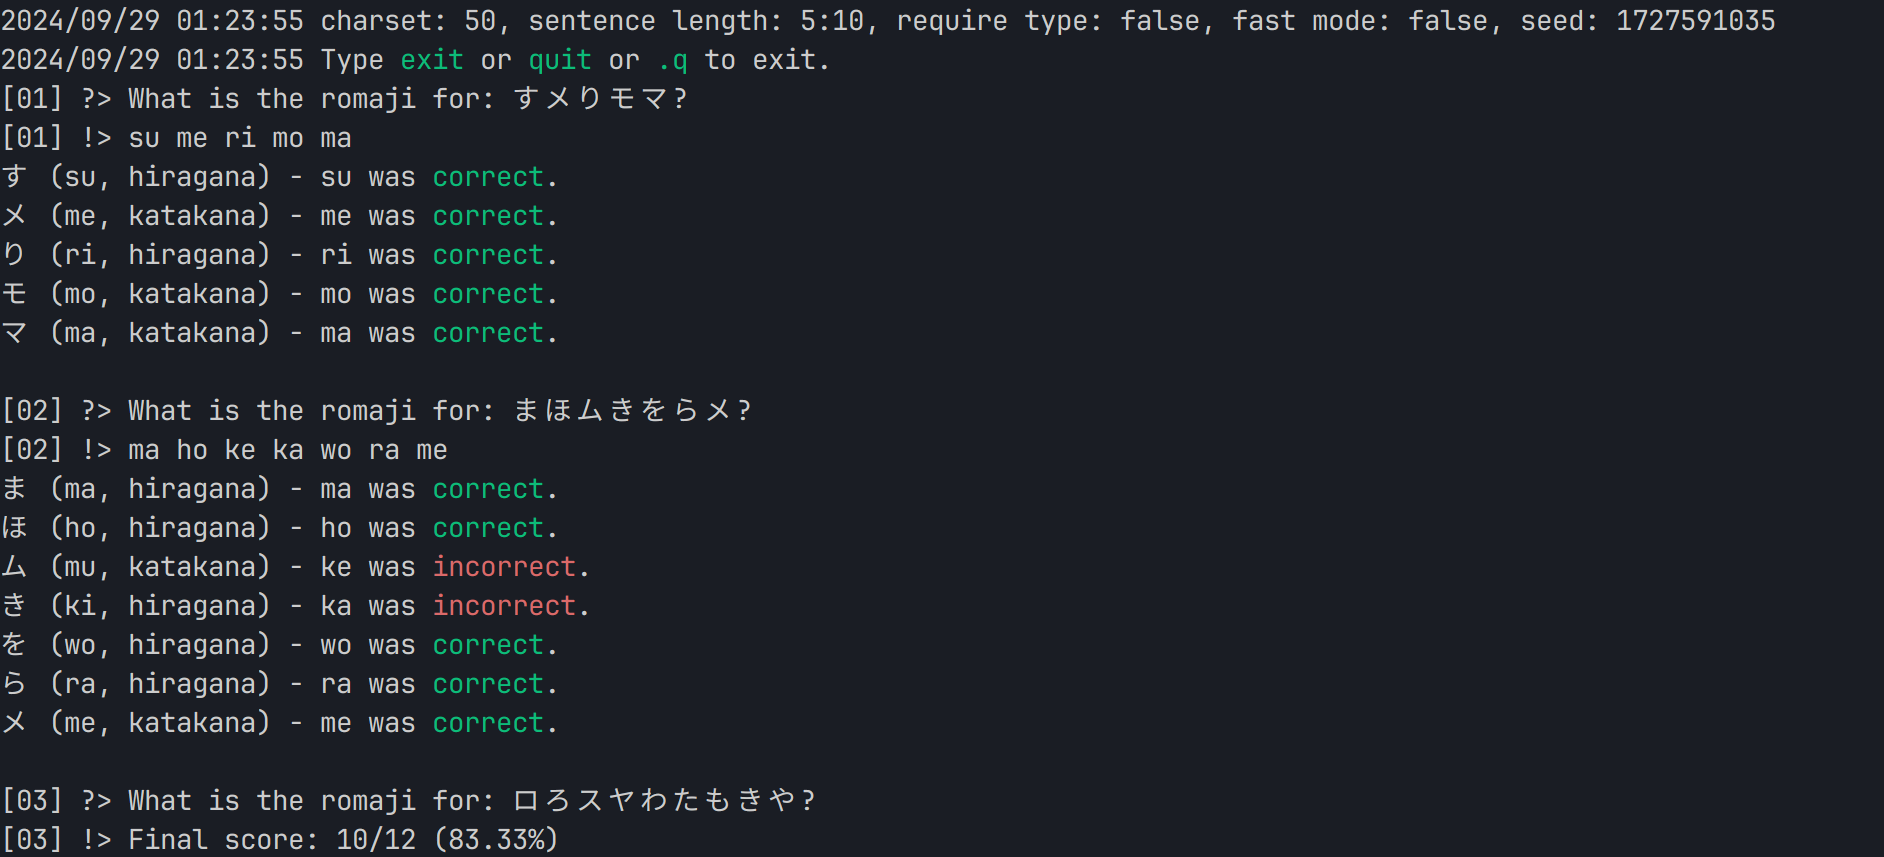 2024/09/29 01:23:55 charset: 50, sentence length: 5:10, require type: false, fast mode: false, seed: 1727591035
2024/09/29 01:23:55 Type exit or quit or .q to exit.
[01] ?> What is the romaji for: すメりモマ?
[01] !> su me ri mo ma
す (su, hiragana) - su was correct.
メ (me, katakana) - me was correct.
り (ri, hiragana) - ri was correct.
モ (mo, katakana) - mo was correct.
マ (ma, katakana) - ma was correct.
[02] ?> What is the romaji for: まほムきをらメ?
[02] !> ma ho ke ka wo ra me
ま (ma, hiragana) - ma was correct.
ほ (ho, hiragana) - ho was correct.
ム (mu, katakana) - ke was incorrect.
き (ki, hiragana) - ka was incorrect.
を (wo, hiragana) - wo was correct.
ら (ra, hiragana) - ra was correct.
メ (me, katakana) - me was correct.
[03] ?> What is the romaji for: ロろスヤわたもきや?
[03] !> Final score: 10/12 (83.33%)